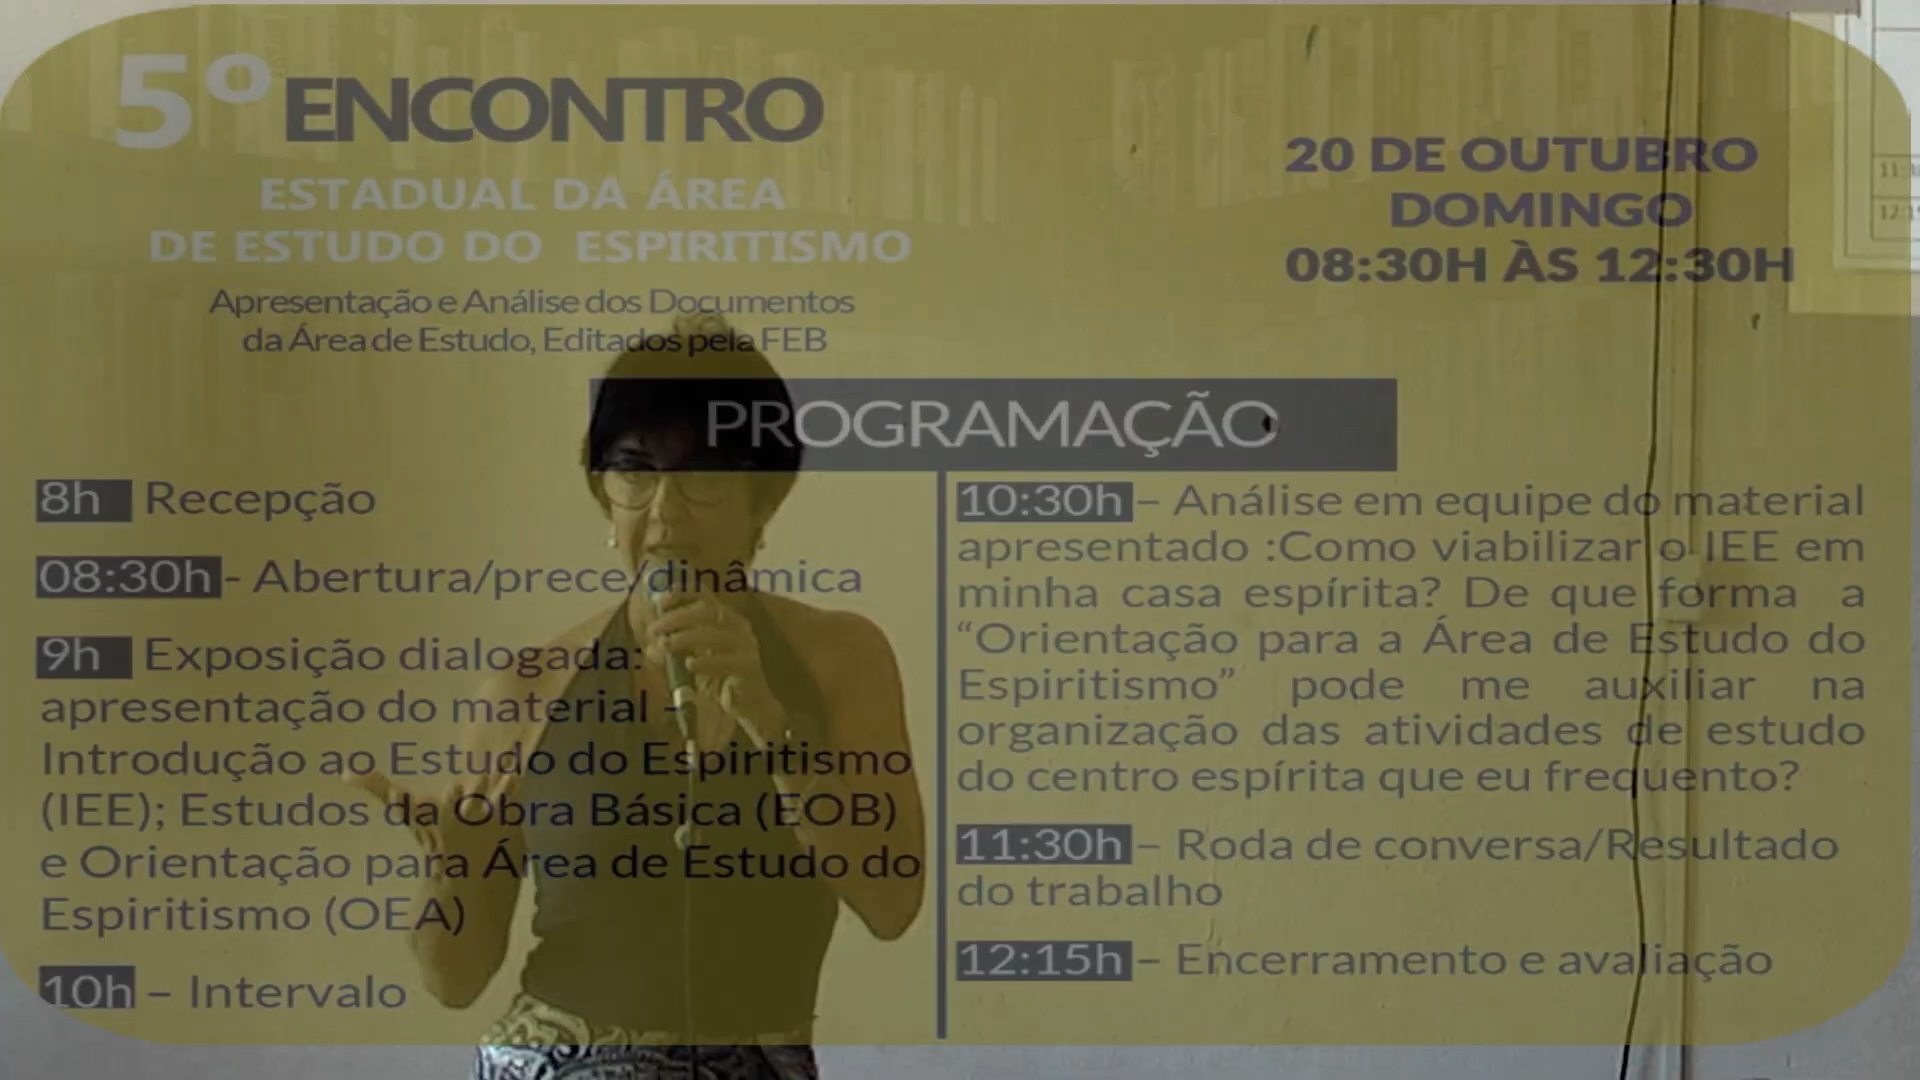 5º ENCONTRO
ESTADUAL DA ÁREA
DE ESTUDO DO ESPIRITISMO
Apresentação e Análise dos Documentos
da Área de Estudo, Editados pela FEB
20 DE OUTUBRO
DOMINGO
08:30H ÀS 12:30H
PROGRAMAÇÃO
8h Recepção
08:30h - Abertura/prece/dinâmica
9h Exposição dialogada:
apresentação do material -
Introdução ao Estudo do Espiritismo
(IEE); Estudos da Obra Básica (EOB)
e Orientação para Área de Estudo do
Espiritismo (OEA)
10h – Intervalo
10:30h – Análise em equipe do material
apresentado :Como viabilizar o IEE em
minha casa espírita? De que forma a
“Orientação para a Área de Estudo do
Espiritismo” pode me auxiliar na
organização das atividades de estudo
do centro espírita que eu frequento?
11:30h – Roda de conversa/Resultado
do trabalho
12:15h – Encerramento e avaliação